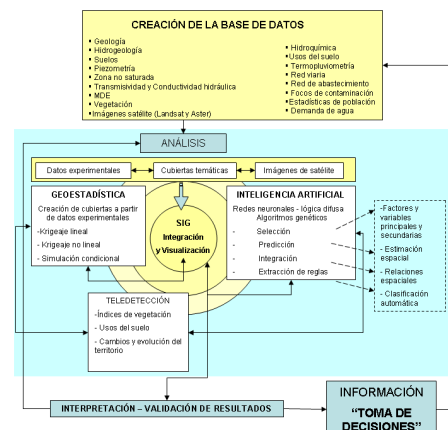 CREACIÓN DE LA BASE DE DATOS
▪ Geología
▪ Hidrogeología
▪ Suelos
▪ Piezometría
▪ Zona no saturada
▪ Transmisividad y Conductividad hidráulica
▪ MDE
▪ Vegetación
▪ Imágenes satélite (Landsat y Aster)
▪ Hidroquímica
▪ Usos del suelo
▪ Termopluviometría
▪ Red viaria
▪ Red de abastecimiento
▪ Focos de contaminación
▪ Estadísticas de población
▪ Demanda de agua
ANÁLISIS
Datos experimentales
Cubiertas temáticas
Imágenes de satélite
GEOESTADÍSTICA
Creación de cubiertas a partir
de datos experimentales
-Krigeaje lineal
-Krigeaje no lineal
-Simulación condicional
SIG
Integración
y Visualización
INTELIGENCIA ARTIFICIAL
Redes neuronales - lógica difusa
Algoritmos genéticos
- Selección
- Predicción
- Integración
- Extracción de reglas
-Factores y
variables
principales y
secundarias
- Estimación
espacial
- Relaciones
espaciales
- Clasificación
automática
TELEDETECCIÓN
-Índices de vegetación
- Usos del suelo
- Cambios y evolución del
territorio
INTERPRETACIÓN – VALIDACIÓN DE RESULTADOS
INFORMACIÓN
“TOMA DE
DECISIONES”